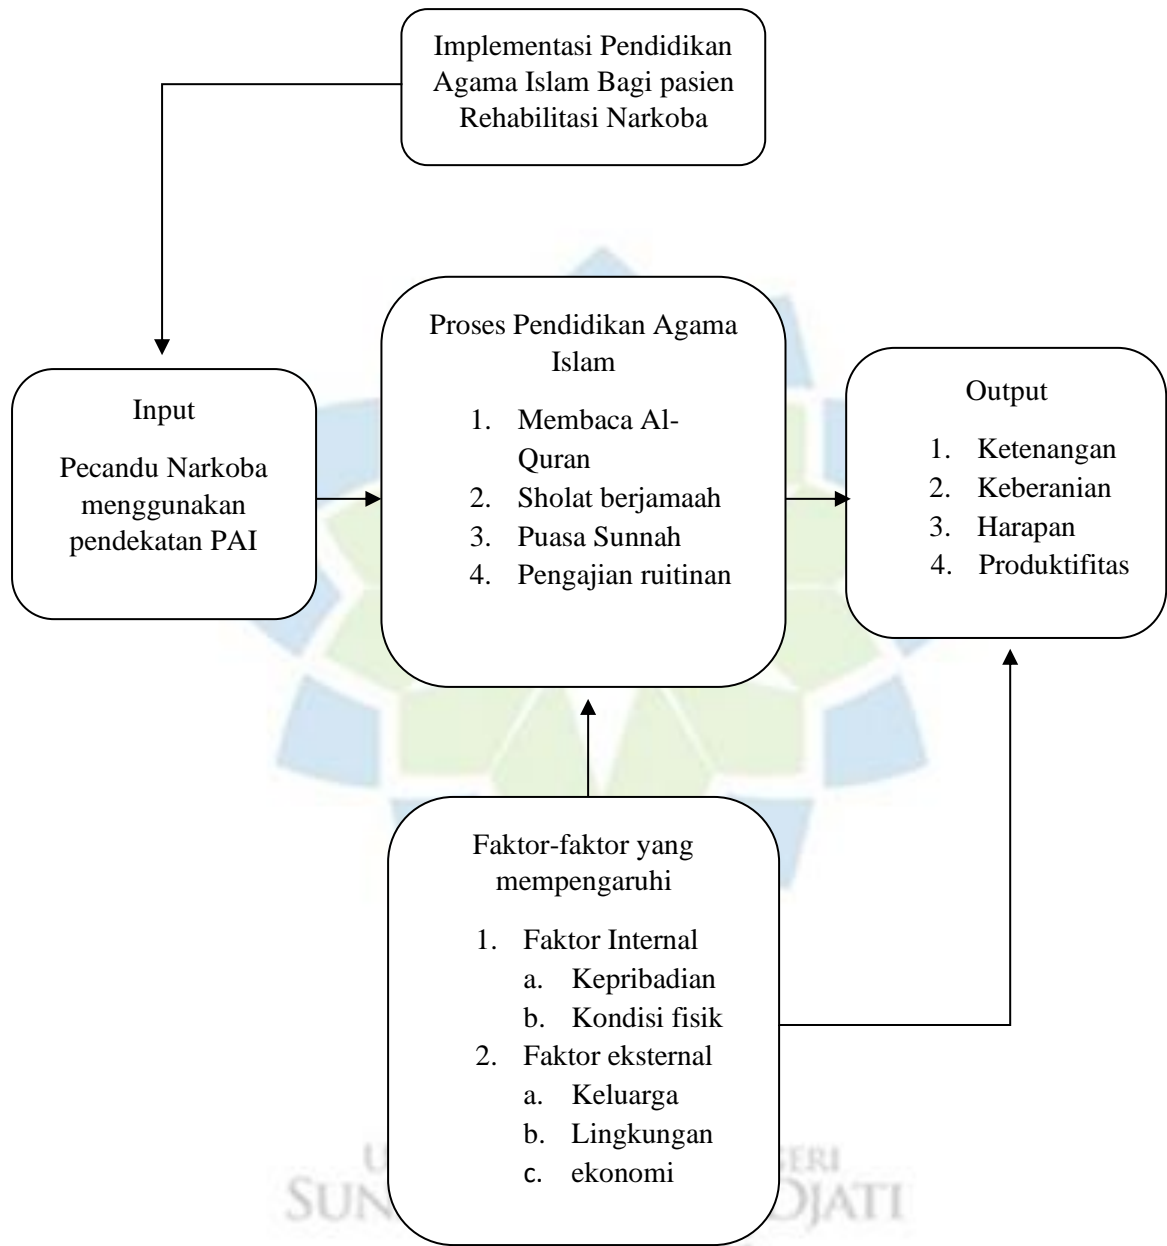 Implementasi Pendidikan
Agama Islam Bagi pasien
Rehabilitasi Narkoba
Input
Pecandu Narkoba
menggunakan
pendekatan PAI
Proses Pendidikan Agama
Islam
1. Membaca Al-
Quran
2. Sholat berjamaah
3. Puasa Sunnah
4. Pengajian ruitinan
Output
1. Ketenangan
2. Keberanian
3. Harapan
4. Produktifitas
Faktor-faktor yang
mempengaruhi
1. Faktor Internal
a. Kepribadian
b. Kondisi fisik
2. Faktor eksternal
a. Keluarga
b. Lingkungan
c. ekonomi